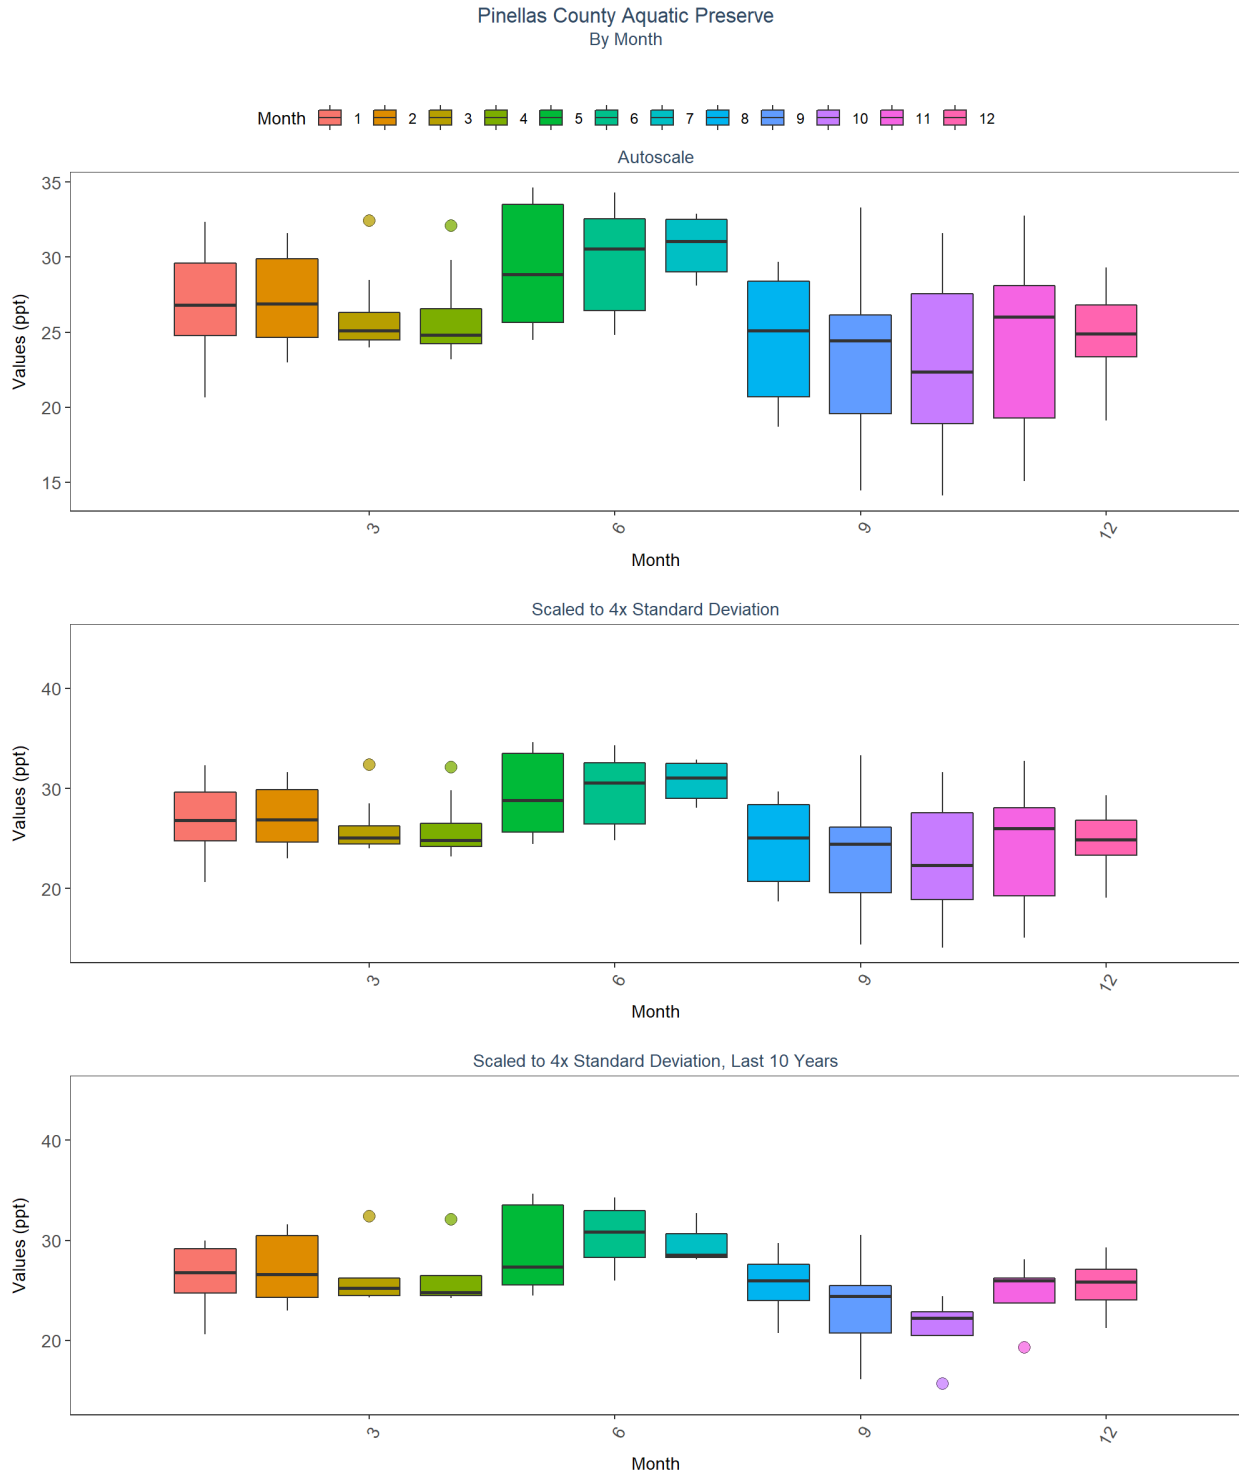 Pinellas County Aquatic Preserve
By Month
Month 1 2 3 4 5 6 7 8 9 10 11 12
Autoscale
35
30
25
20
15
Values (ppt)
3 6 9 12
Month
Scaled to 4x Standard Deviation
40
30
20
Values (ppt)
3 6 9 12
Month
Scaled to 4x Standard Deviation, Last 10 Years
40
30
20
Values (ppt)
3 6 9 12
Month